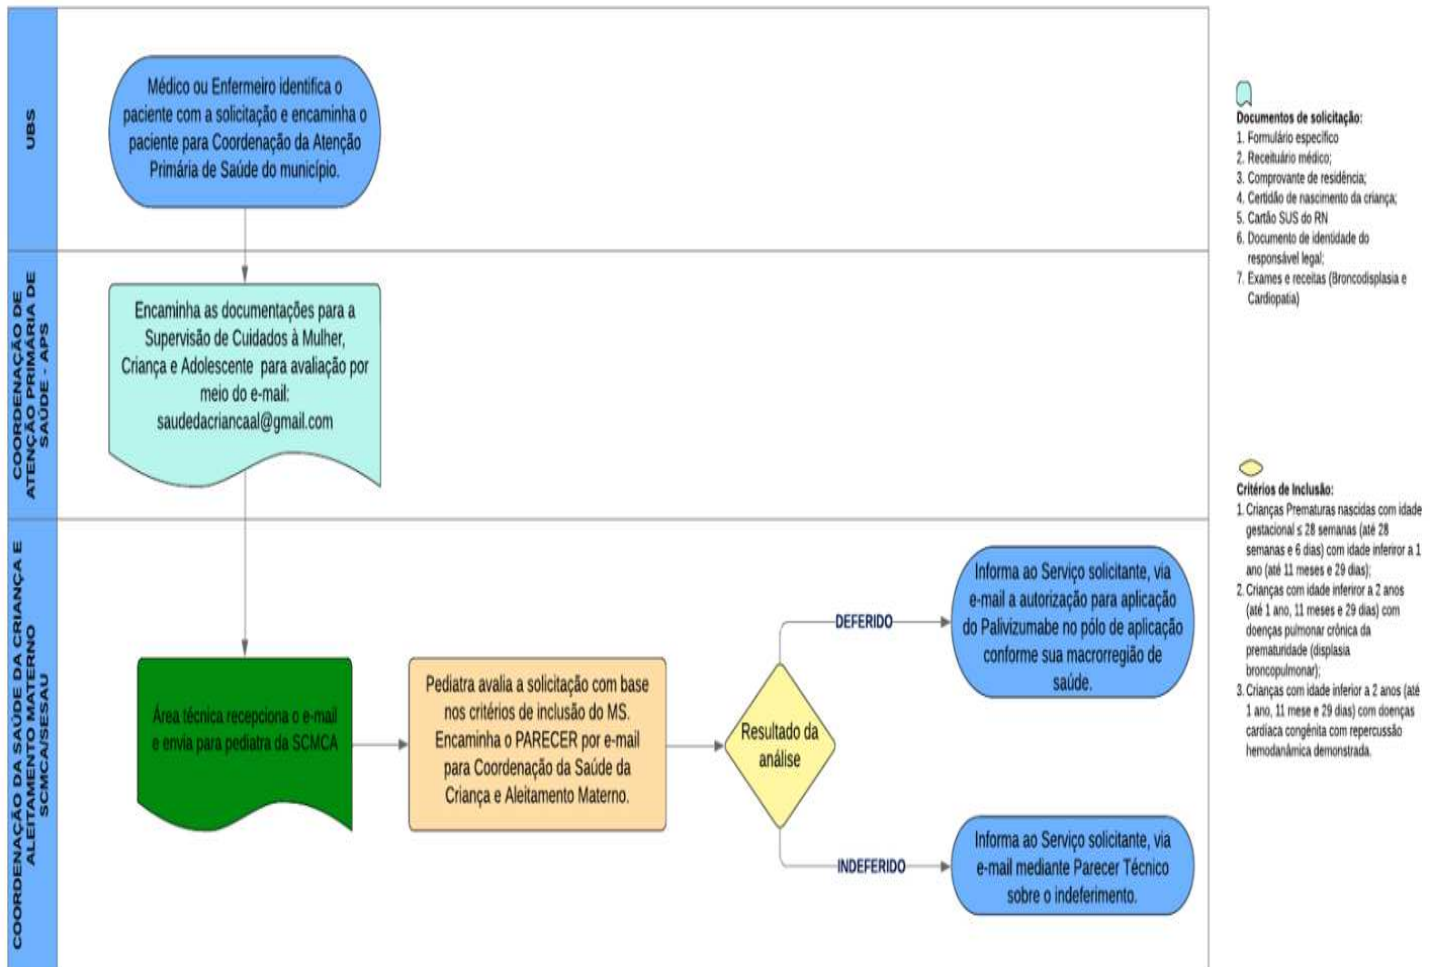 UBS
Médico ou Enfermeiro identifica o
paciente com a solicitação e encaminha o
paciente para Coordenação da Atenção
Primária de Saúde do município.
COORDENAÇÃO DE
ATENÇÃO PRIMÁRIA DE
SAÚDE - APS
Encaminha as documentações para a
Supervisão de Cuidados à Mulher,
Criança e Adolescente para avaliação por
meio do e-mail:
saudedacriancaal@gmail.com
COORDENAÇÃO DA SAÚDE DA CRIANÇA E
ALEITAMENTO MATERNO
SCMCA/SESAU
Área técnica recepciona o e-mail
e envia para pediatra da SCMCA
Pediatra avalia a solicitação com base
nos critérios de inclusão do MS.
Encaminha o PARECER por e-mail
para Coordenação da Saúde da
Criança e Aleitamento Materno.
Resultado da
análise
DEFERIDO
Informa ao Serviço solicitante, via
e-mail a autorização para aplicação
do Palivizumabe no pólo de aplicação
conforme sua macrorregião de
saúde.
INDEFERIDO
Informa ao Serviço solicitante, via
e-mail mediante Parecer Técnico
sobre o indeferimento.
Documentos de solicitação:
1. Formulário específico
2. Receituário médico;
3. Comprovante de residência;
4. Certidão de nascimento da criança;
5. Cartão SUS do RN
6. Documento de identidade do
responsável legal;
7. Exames e receitas (Broncodisplasia e
Cardiopatia)
Critérios de Inclusão:
1. Crianças Prematuras nascidas com idade
gestacional ≤ 28 semanas (até 28
semanas e 6 dias) com idade inferiror a 1
ano (até 11 meses e 29 dias);
2. Crianças com idade inferiror a 2 anos
(até 1 ano, 11 meses e 29 dias) com
doenças pulmonar crônica da
prematuridade (displasia
broncopulmonar);
3. Crianças com idade inferior a 2 anos (até
1 ano, 11 mese e 29 dias) com doenças
cardíaca congênita com repercussão
hemodanâmica demonstrada.